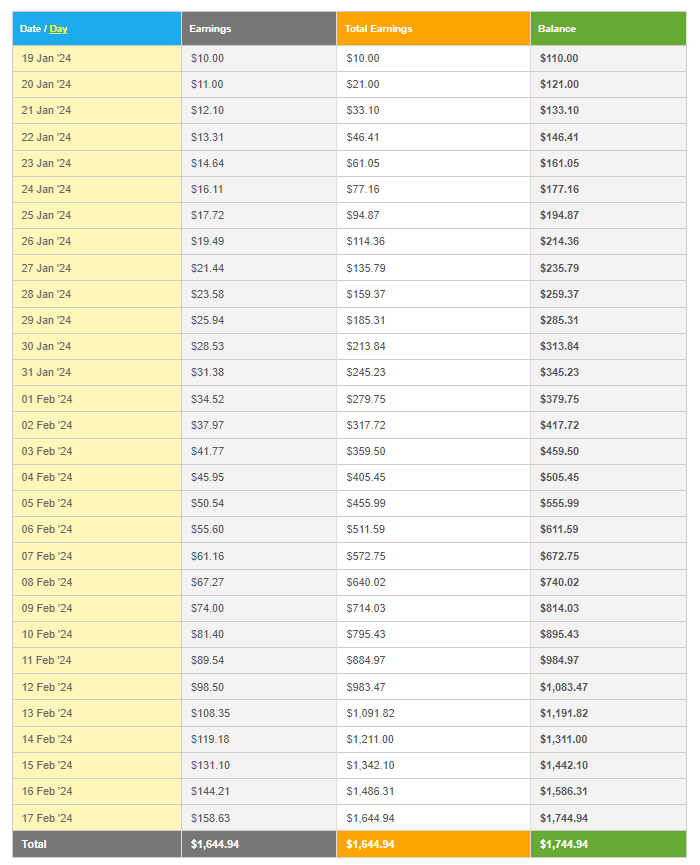 Date / Day Earnings Total Earnings Balance
19 Jan '24 $10.00 $10.00 $110.00
20 Jan '24 $11.00 $21.00 $121.00
21 Jan '24 $12.10 $33.10 $133.10
22 Jan '24 $13.31 $46.41 $146.41
23 Jan '24 $14.64 $61.05 $161.05
24 Jan '24 $16.11 $77.16 $177.16
25 Jan '24 $17.72 $94.87 $194.87
26 Jan '24 $19.49 $114.36 $214.36
27 Jan '24 $21.44 $135.79 $235.79
28 Jan '24 $23.58 $159.37 $259.37
29 Jan '24 $25.94 $185.31 $285.31
30 Jan '24 $28.53 $213.84 $313.84
31 Jan '24 $31.38 $245.23 $345.23
01 Feb '24 $34.52 $279.75 $379.75
02 Feb '24 $37.97 $317.72 $417.72
03 Feb '24 $41.77 $359.50 $459.50
04 Feb '24 $45.95 $405.45 $505.45
05 Feb '24 $50.54 $455.99 $555.99
06 Feb '24 $55.60 $511.59 $611.59
07 Feb '24 $61.16 $572.75 $672.75
08 Feb '24 $67.27 $640.02 $740.02
09 Feb '24 $74.00 $714.03 $814.03
10 Feb '24 $81.40 $795.43 $895.43
11 Feb '24 $89.54 $884.97 $984.97
12 Feb '24 $98.50 $983.47 $1,083.47
13 Feb '24 $108.35 $1,091.82 $1,191.82
14 Feb '24 $119.18 $1,211.00 $1,311.00
15 Feb '24 $131.10 $1,342.10 $1,442.10
16 Feb '24 $144.21 $1,486.31 $1,586.31
17 Feb '24 $158.63 $1,644.94 $1,744.94
Total $1,644.94 $1,644.94 $1,744.94